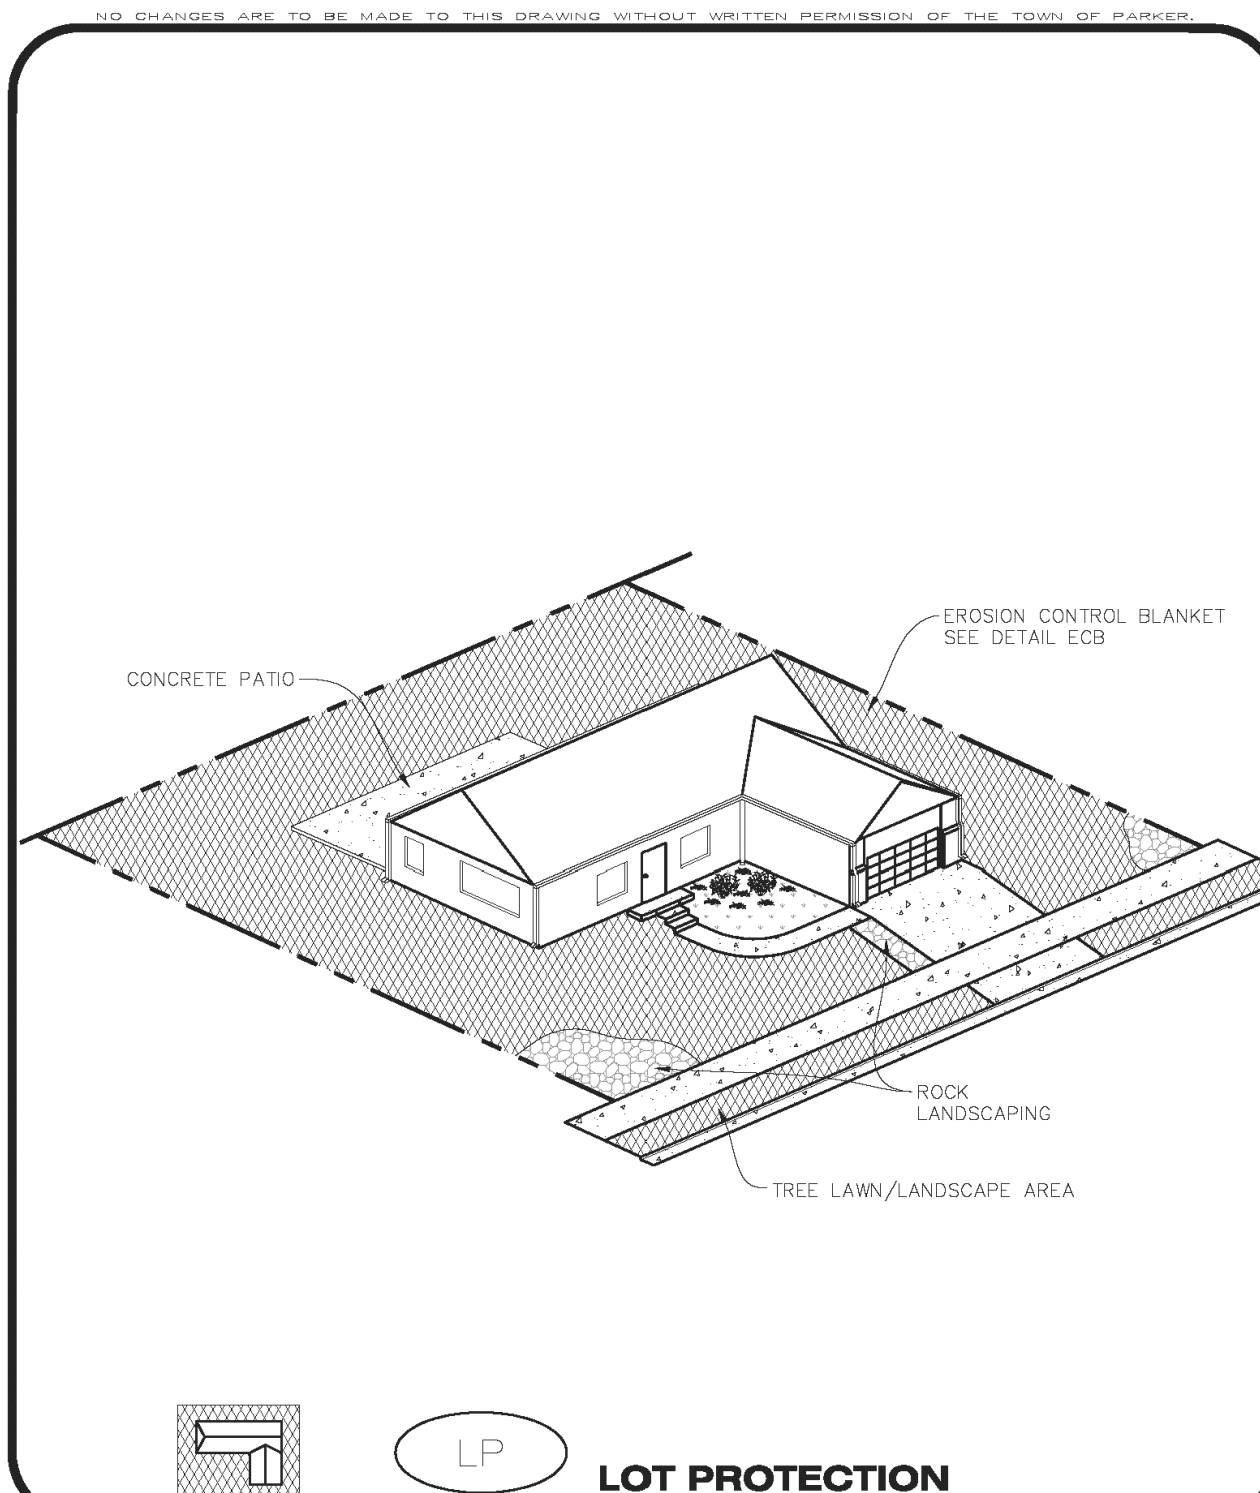 NO CHANGES ARE TO BE MADE TO THIS DRAWING WITHOUT WRITTEN PERMISSION OF THE TOWN OF PARKER.
EROSION CONTROL BLANKET
SEE DETAIL ECB
CONCRETE PATIO
ROCK
LANDSCAPING
TREE LAWN/LANDSCAPE AREA
LP
LOT PROTECTION